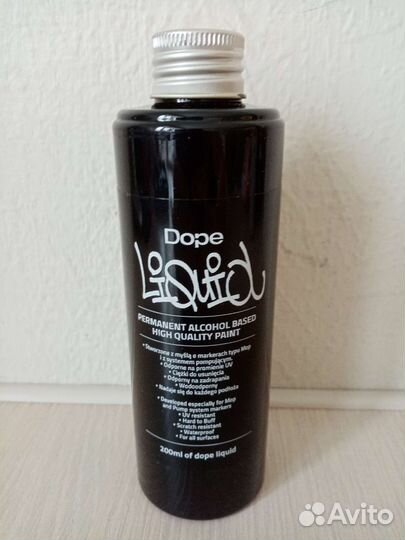 Dope
Liquid
PERMANENT ALCOHOL BASED
HIGH QUALITY PAINT
• Stworzone z myślą o markerach typu Mop
i z systemem pompującym.
• Odporne na promienie UV
• Ciężki do usunięcia
• Odporny na zadrapania
• Wodoodporny
• Nadaje się do każdego podłoża
• Developed especially for Mop
and Pump system markers
• UV resistant
• Hard to Buff
• Scratch resistant
• Waterproof
• For all surfaces
200ml of dope liquid
Avito